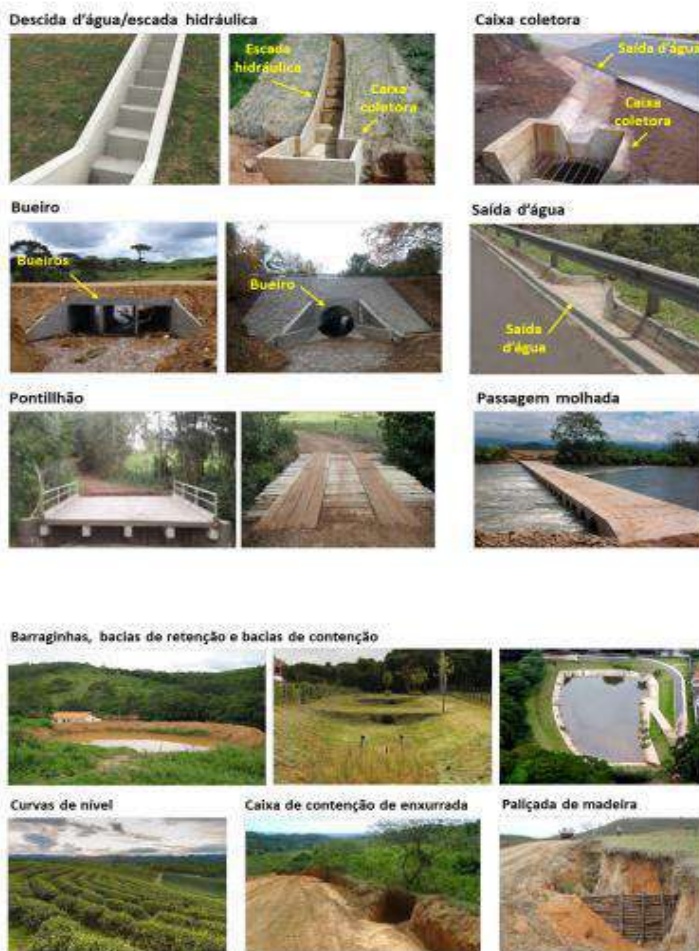 Descida d'água/escada hidráulica
Caixa coletora
Escada
hidráulica
Caixa
coletora
Saída d'água
Caixa
coletora
Bueiro
Saída d'água
Bueiros
Bueiro
Saída
d'água
Pontilhão
Passagem molhada
Barraginhas, bacias de retenção e bacias de contenção
Curvas de nível
Caixa de contenção de enxurrada
Paliçada de madeira